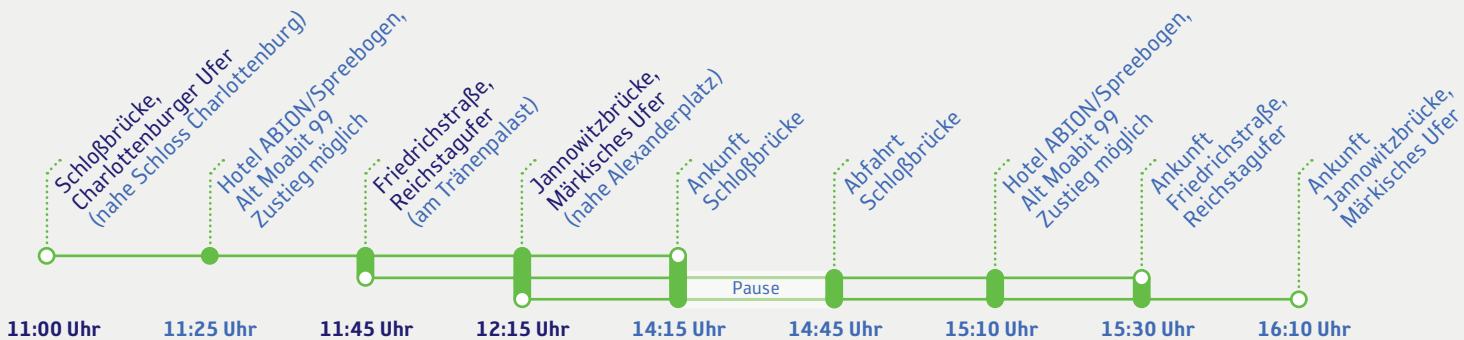 Schloßbrücke,
Charlottenburger Ufer
(nahe Schloss Charlottenburg)
Hotel ABION/Spreebogen,
Alt Moabit 99
Zustieg möglich
Friedrichstraße,
Reichstagufer
(am Tränenpalast)
Jannowitzbrücke,
Märkisches Ufer
(nahe Alexanderplatz)
Ankunft
Schloßbrücke
Abfahrt
Schloßbrücke
Hotel ABION/Spreebogen,
Alt Moabit 99
Zustieg möglich
Ankunft
Friedrichstraße,
Reichstagufer
Ankunft
Jannowitzbrücke,
Märkisches Ufer
Pause
11:00 Uhr
11:25 Uhr
11:45 Uhr
12:15 Uhr
14:15 Uhr
14:45 Uhr
15:10 Uhr
15:30 Uhr
16:10 Uhr